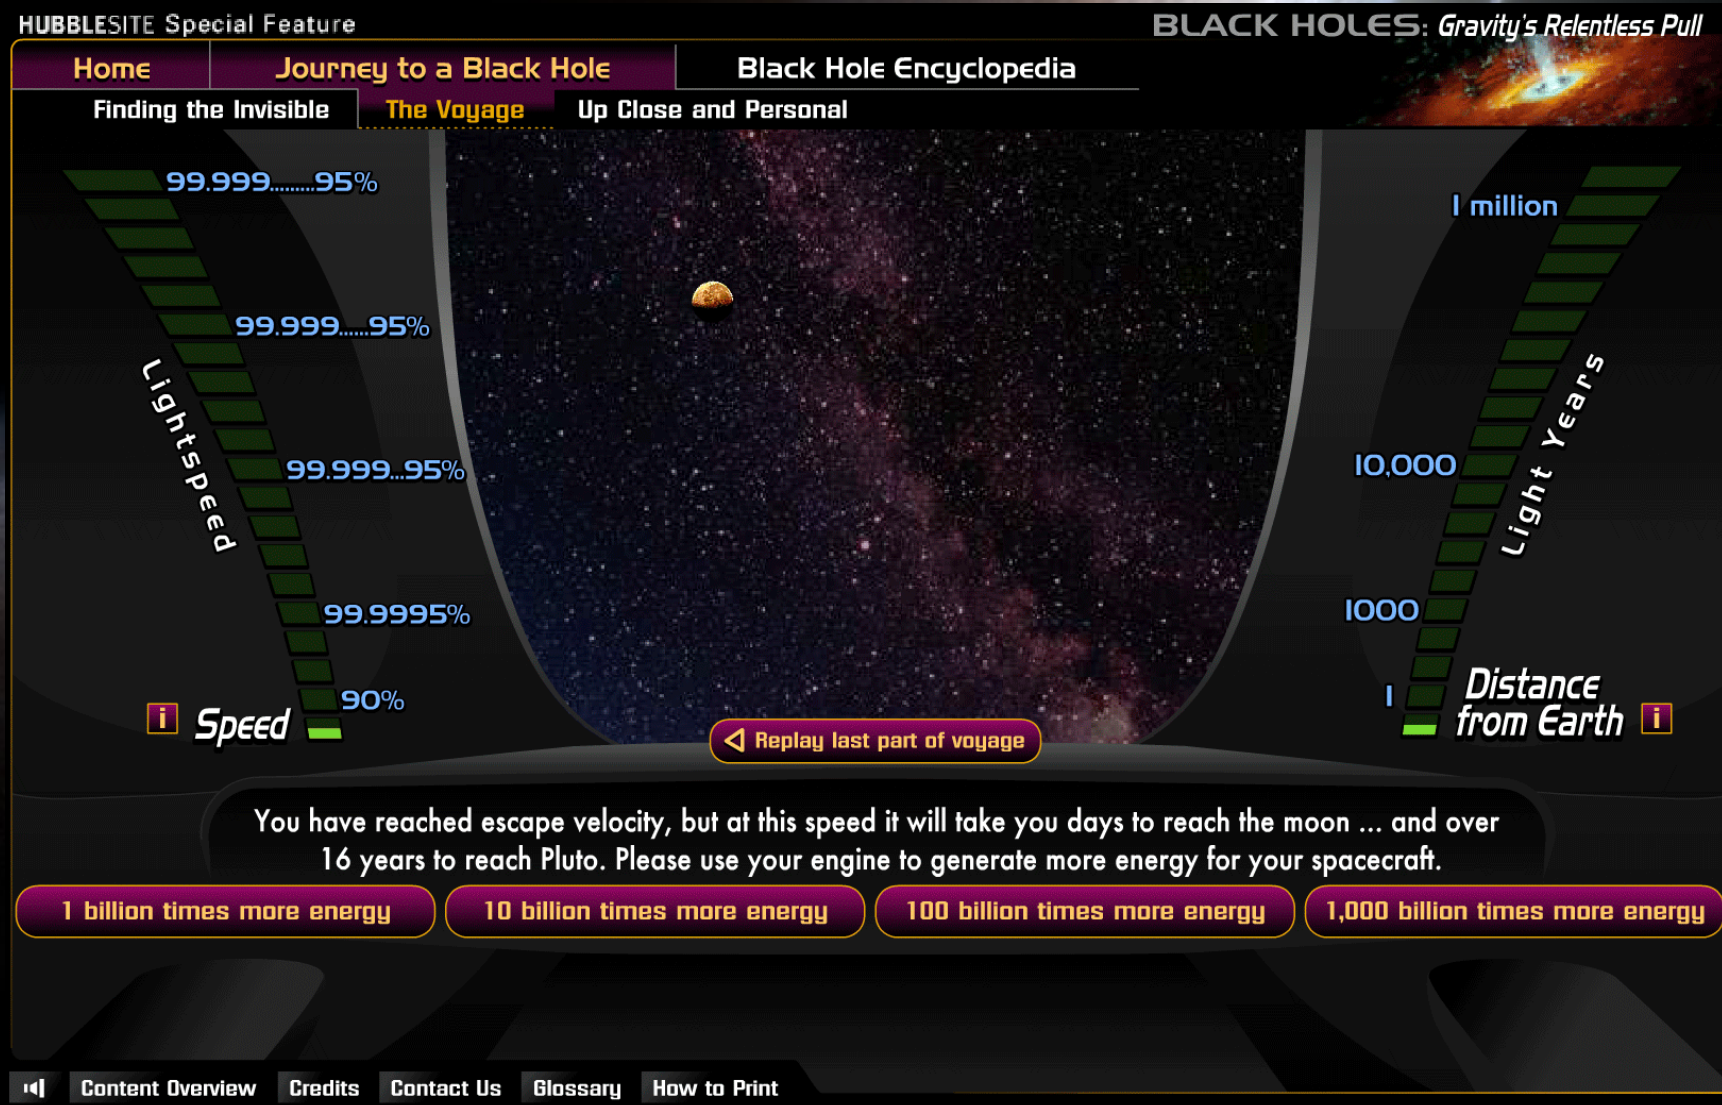 HUBBLESITE Special Feature
BLACK HOLES: Gravity's Relentless Pull
Home
Journey to a Black Hole
Black Hole Encyclopedia
Finding the Invisible
The Voyage
Up Close and Personal
99.999.........95%
99.999......95%
99.999...95%
99.9995%
90%
Lightspeed
i
Speed
1 million
10,000
1000
1
Light Years
Distance
from Earth
i
Replay last part of voyage
You have reached escape velocity, but at this speed it will take you days to reach the moon ... and over
16 years to reach Pluto. Please use your engine to generate more energy for your spacecraft.
1 billion times more energy
10 billion times more energy
100 billion times more energy
1,000 billion times more energy
Content Overview
Credits
Contact Us
Glossary
How to Print